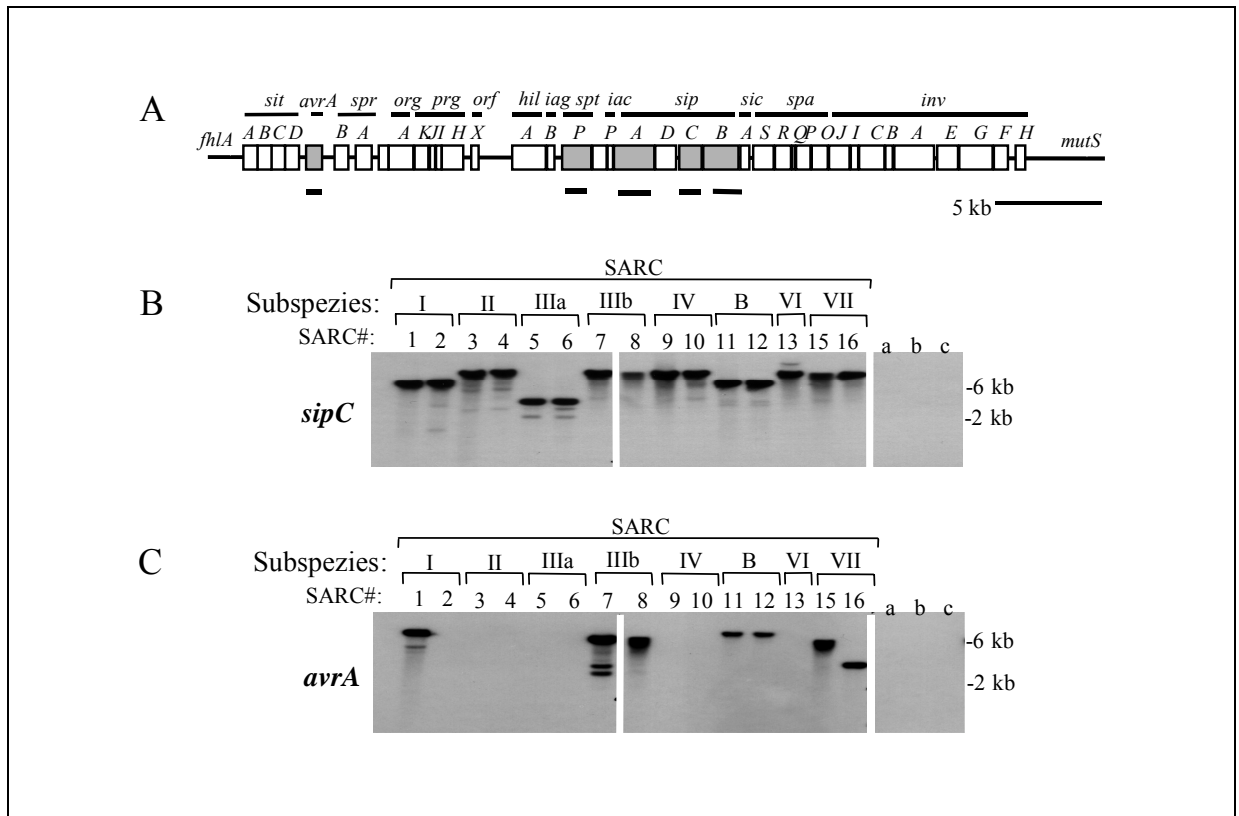 A
sit avrA spr org prg orf hil iag spt iac sip sic spa inv
fhlA A B C D B A A K J I H X A B P P A D C B A S R Q P O J I C B A E G F H mutS
5 kb
SARC
B Subspezies: I II IIIa IIIb IV B VI VII
SARC#: 1 2 3 4 5 6 7 8 9 10 11 12 13 15 16 a b c
-6 kb
sipC
-2 kb
SARC
C Subspezies: I II IIIa IIIb IV B VI VII
SARC#: 1 2 3 4 5 6 7 8 9 10 11 12 13 15 16 a b c
-6 kb
avrA
-2 kb